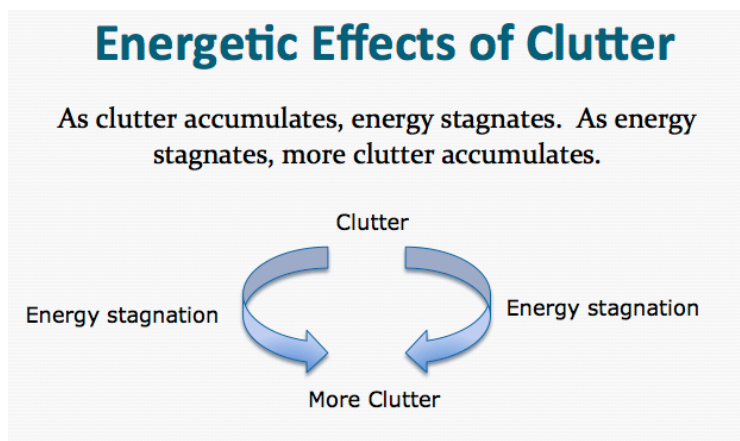 Energetic Effects of Clutter
As clutter accumulates, energy stagnates.  As energy
stagnates, more clutter accumulates.
Clutter
Energy stagnation
Energy stagnation
More Clutter